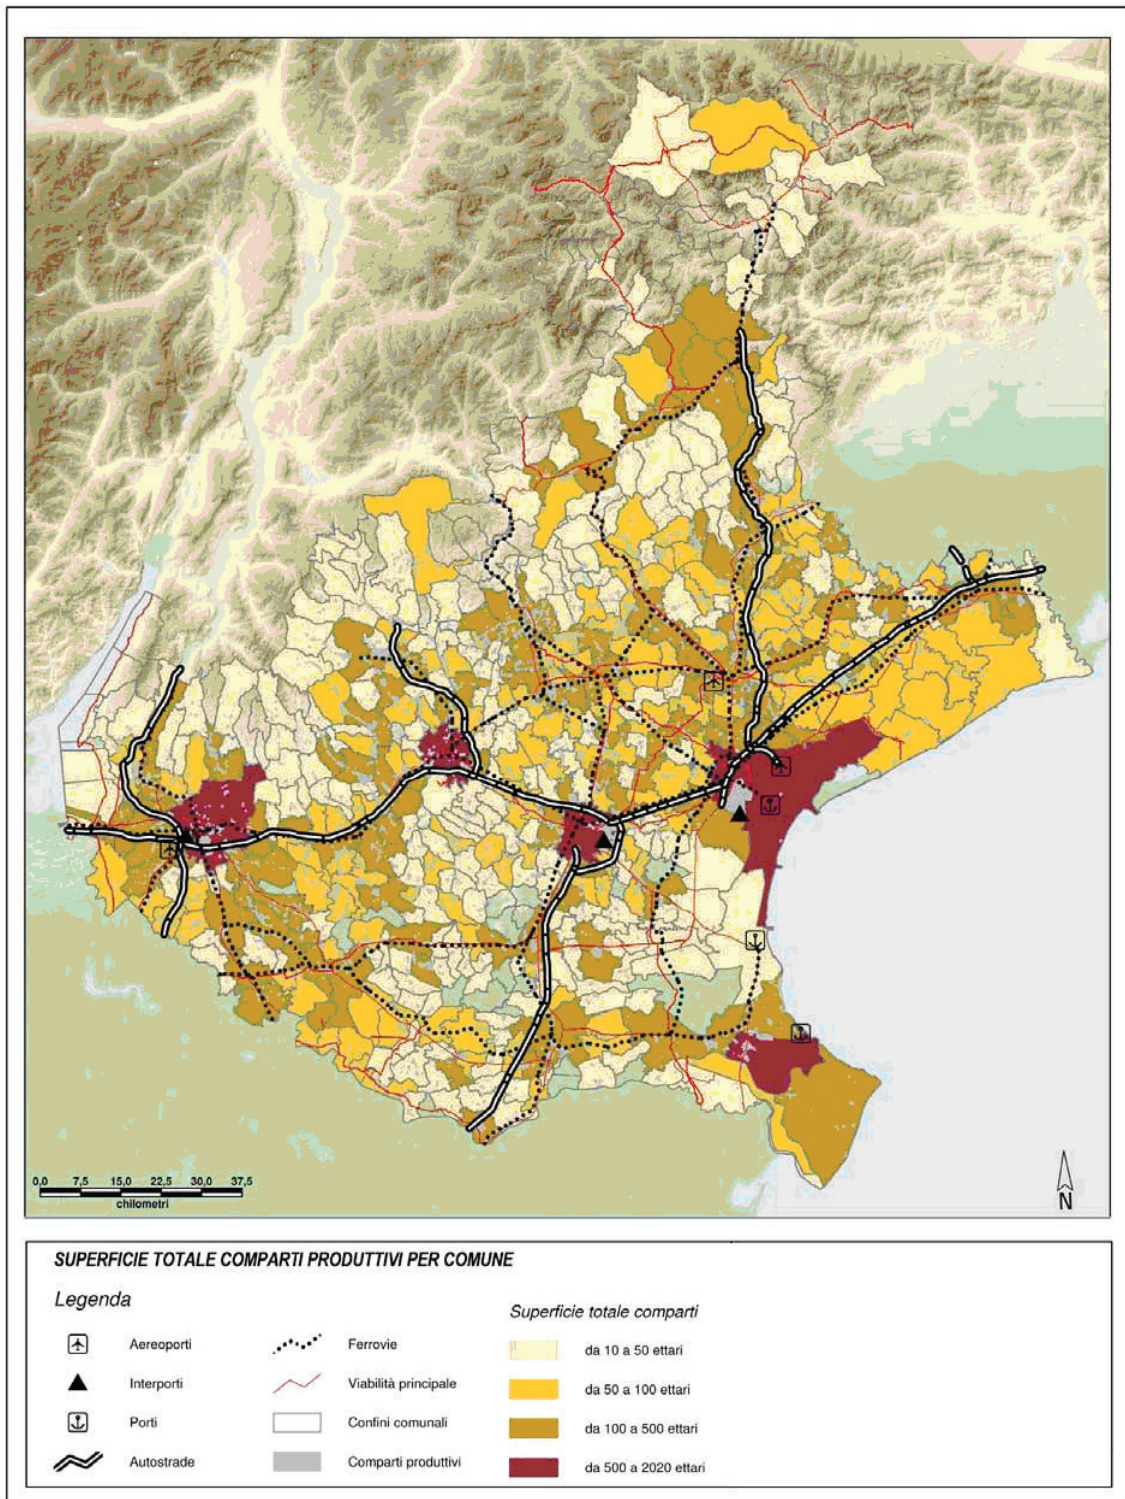 0,0 7,5 15,0 22,5 30,0 37,5
chilometri
N
SUPERFICIE TOTALE COMPARTI PRODUTTIVI PER COMUNE
Legenda
Superficie totale comparti
Aereoporti
Ferrovie
da 10 a 50 ettari
Interporti
Viabilità principale
da 50 a 100 ettari
Porti
Confini comunali
da 100 a 500 ettari
Autostrade
Comparti produttivi
da 500 a 2020 ettari